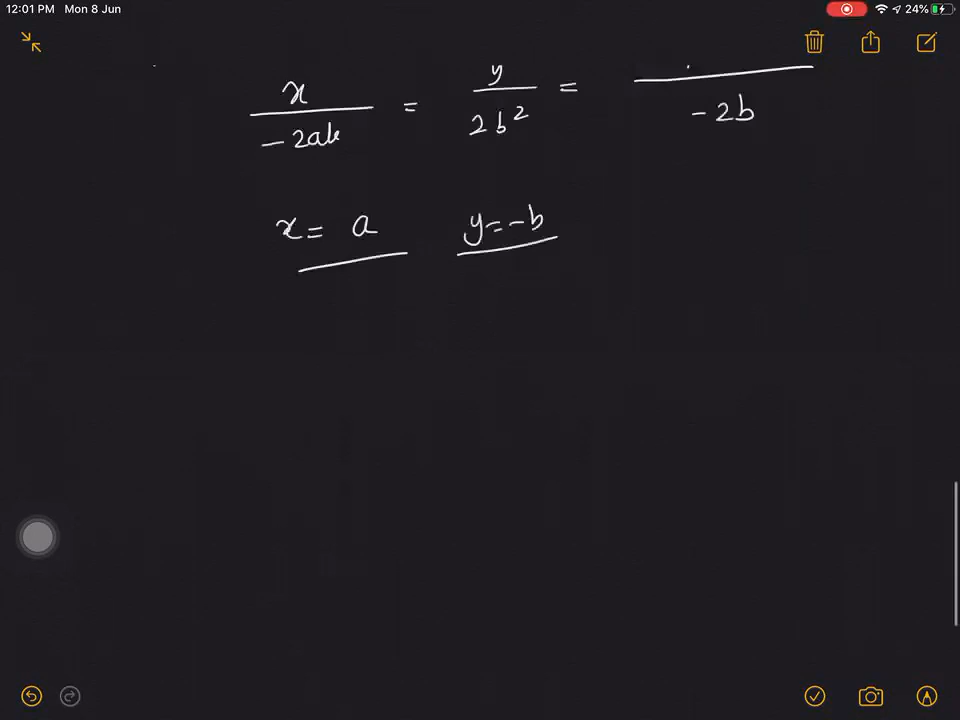 12:01 PM Mon 8 Jun 24%
x/-2ab = y/2b² = /-2b
x = a y = -b